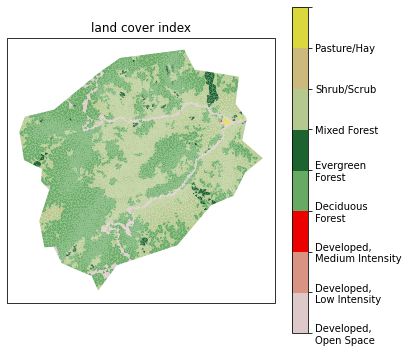 land cover index
Pasture/Hay
Shrub/Scrub
Mixed Forest
Evergreen
Forest
Deciduous
Forest
Developed,
Medium Intensity
Developed,
Low Intensity
Developed,
Open Space